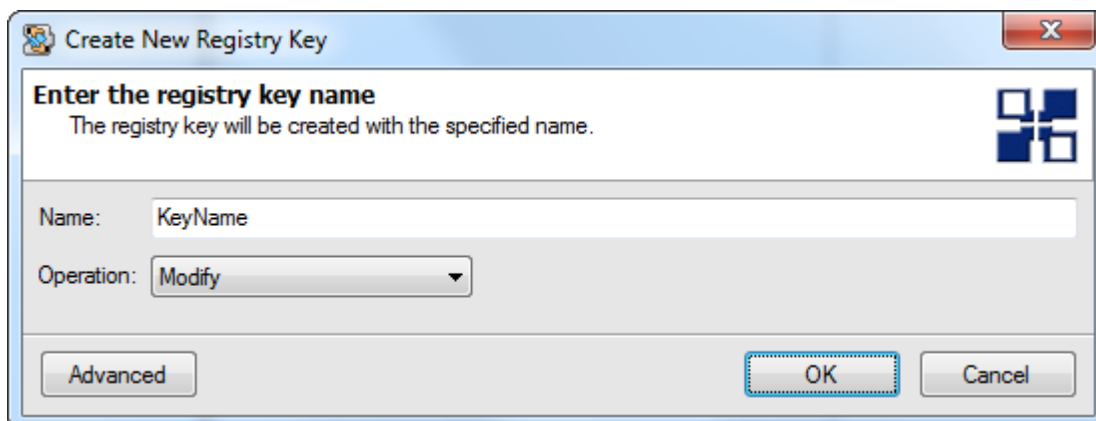 Create New Registry Key
Enter the registry key name
The registry key will be created with the specified name.
Name: KeyName
Operation: Modify
Advanced OK Cancel